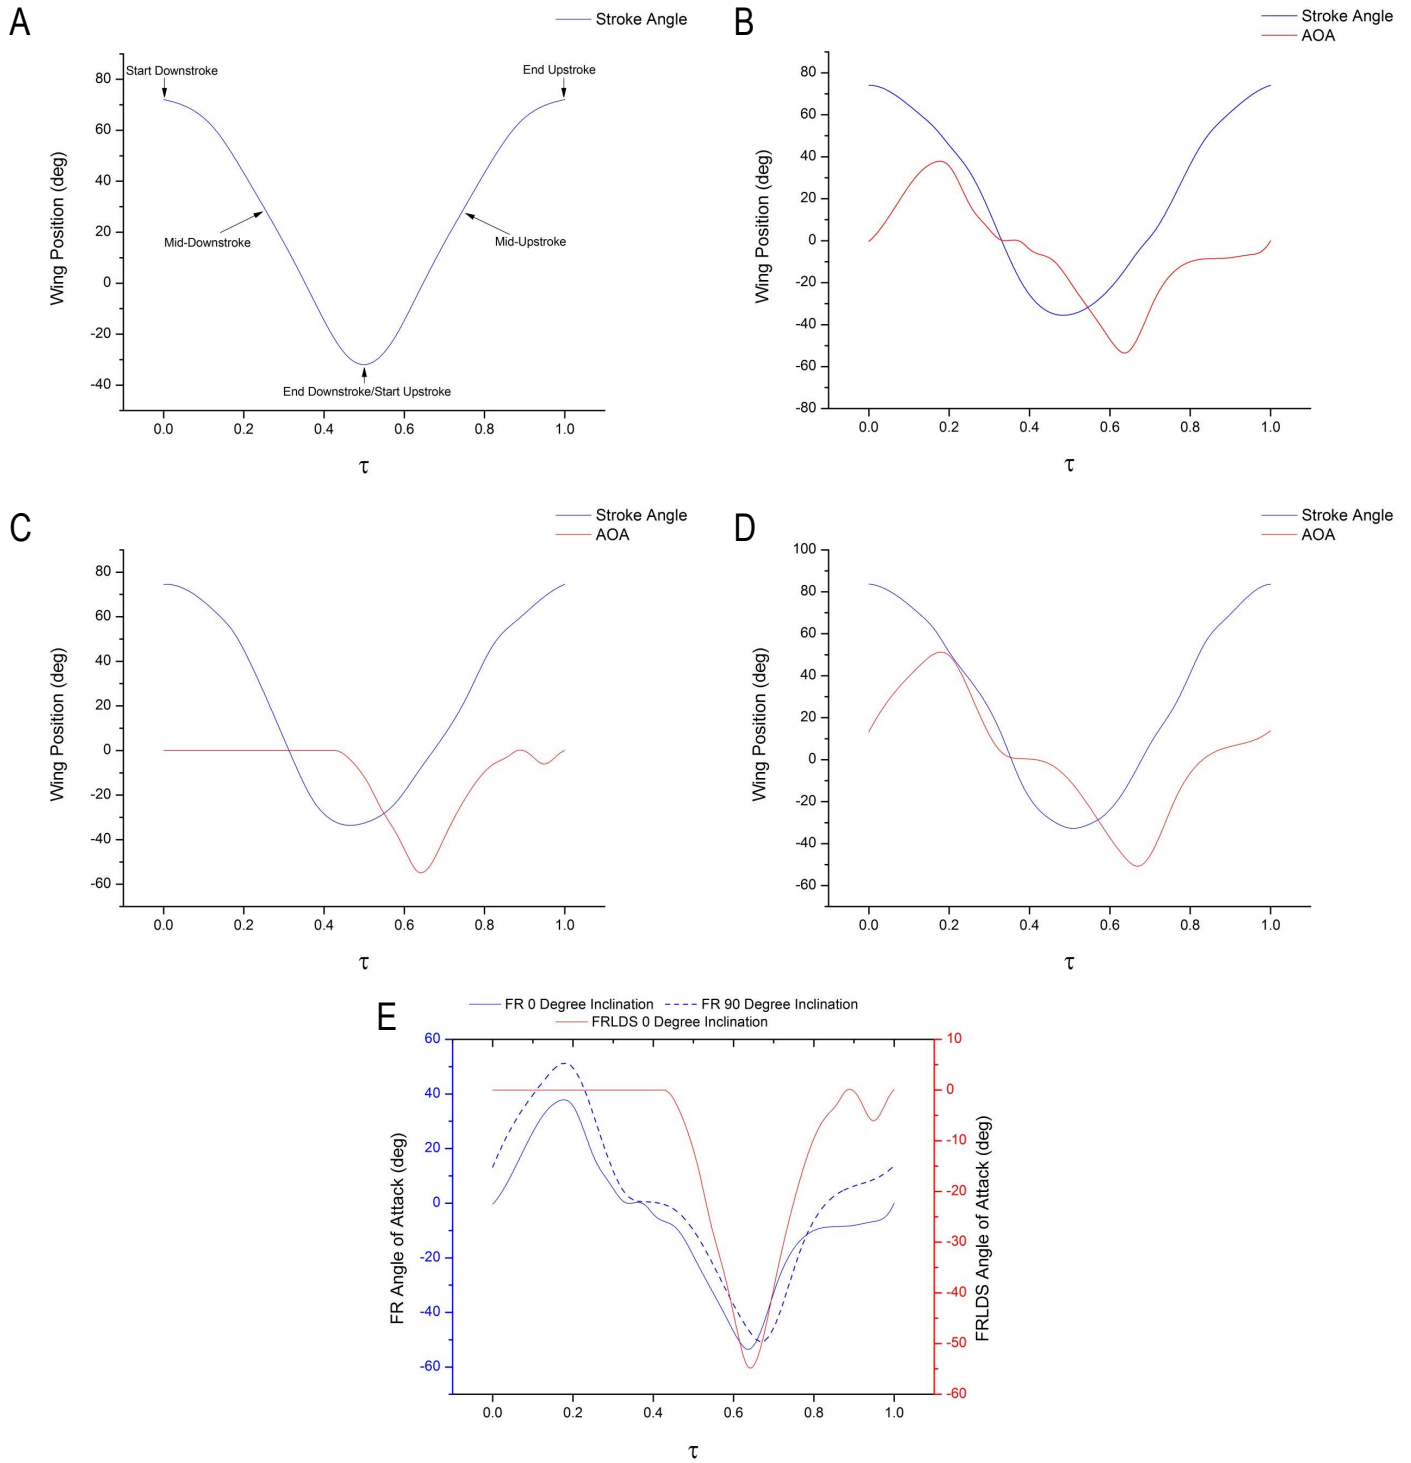 A
Stroke Angle
Start Downstroke
End Upstroke
Mid-Downstroke
Mid-Upstroke
End Downstroke/Start Upstroke
Wing Position (deg)
80
60
40
20
0
-20
-40
0.0 0.2 0.4 0.6 0.8 1.0
τ
B
Stroke Angle
AOA
Wing Position (deg)
80
60
40
20
0
-20
-40
-60
-80
0.0 0.2 0.4 0.6 0.8 1.0
τ
C
Stroke Angle
AOA
Wing Position (deg)
80
60
40
20
0
-20
-40
-60
0.0 0.2 0.4 0.6 0.8 1.0
τ
D
Stroke Angle
AOA
Wing Position (deg)
100
80
60
40
20
0
-20
-40
-60
0.0 0.2 0.4 0.6 0.8 1.0
τ
E
FR 0 Degree Inclination FR 90 Degree Inclination
FRLDS 0 Degree Inclination
FR Angle of Attack (deg)
60
40
20
0
-20
-40
-60
FRLDS Angle of Attack (deg)
10
0
-10
-20
-30
-40
-50
-60
0.0 0.2 0.4 0.6 0.8 1.0
τ